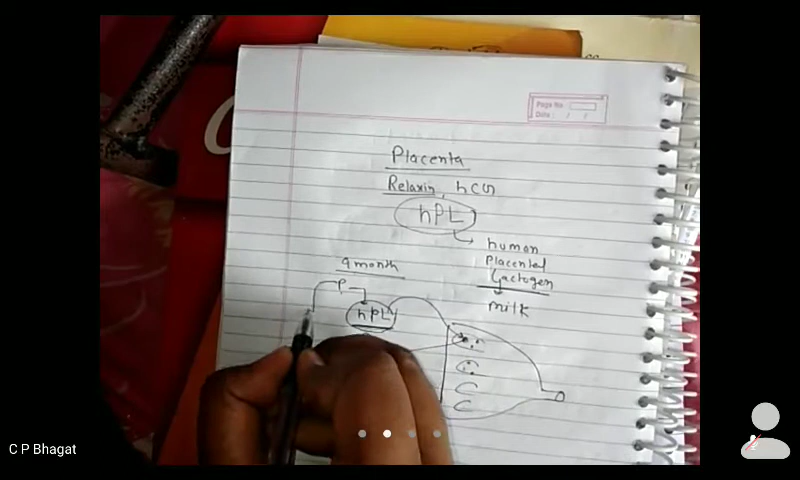 Page No.
Date: / /
Placenta
Relaxin, hCG
hPL
human
Placental
Lactogen
milk
9 month
P
hPL
C P Bhagat